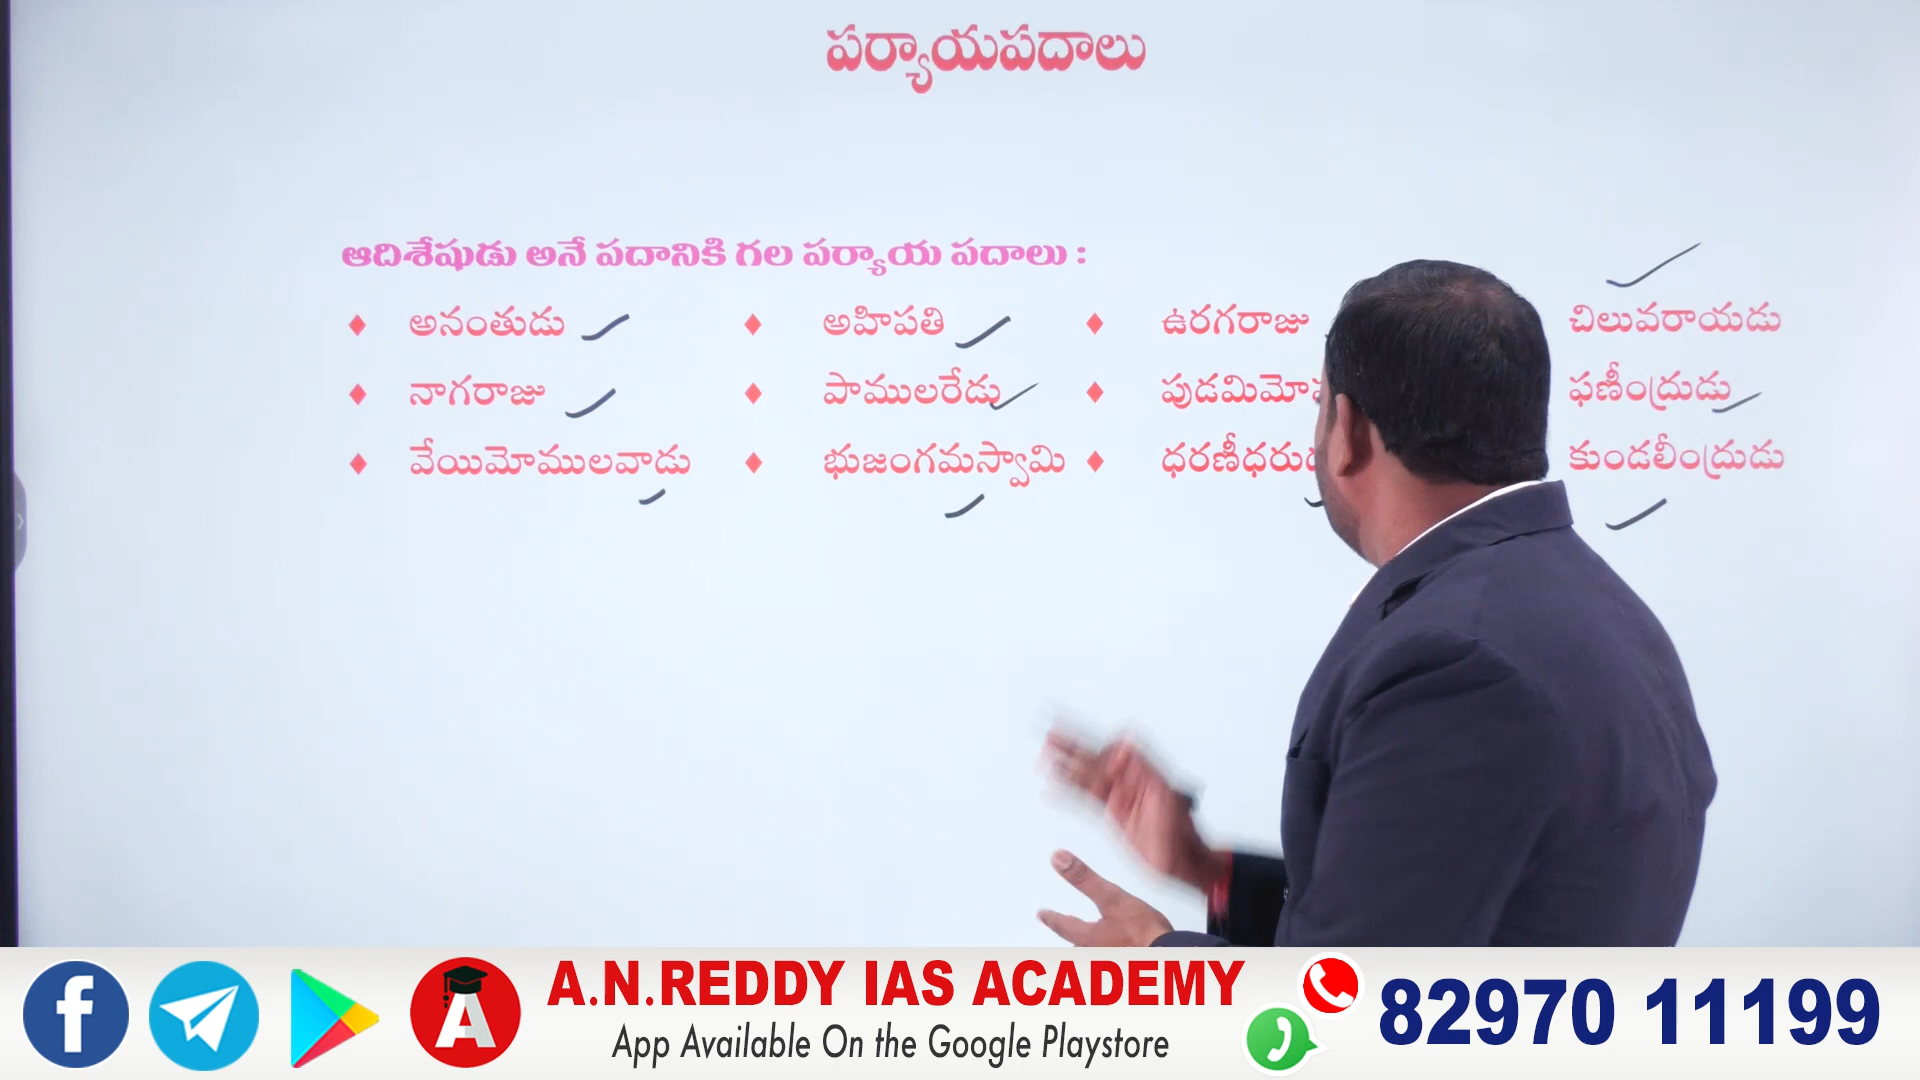 పర్యాయపదాలు
ఆదిశేషుడు అనే పదానికి గల పర్యాయ పదాలు :
అనంతుడు అహిపతి ఉరగరాజు చిలువరాయడు
నాగరాజు పాములరేడు ఫణీంద్రుడు
వేయిమోములవాడు భుజంగమస్వామి కుండలీంద్రుడు
A.N.REDDY IAS ACADEMY
App Available On the Google Playstore
82970 11199